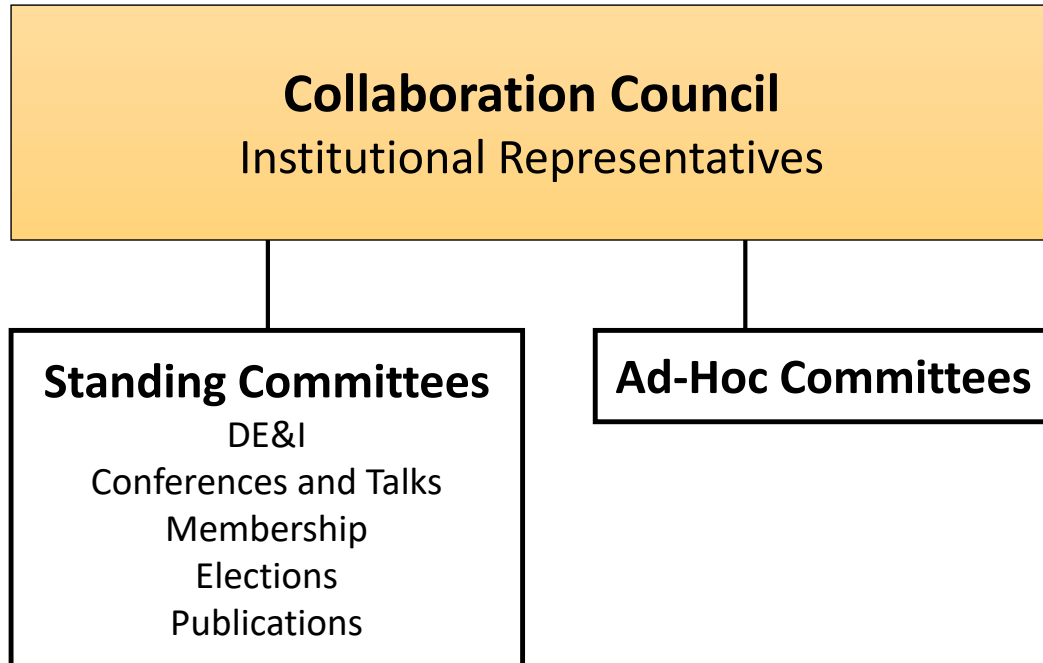 Collaboration Council
Institutional Representatives
Standing Committees
DE&I
Conferences and Talks
Membership
Elections
Publications
Ad-Hoc Committees